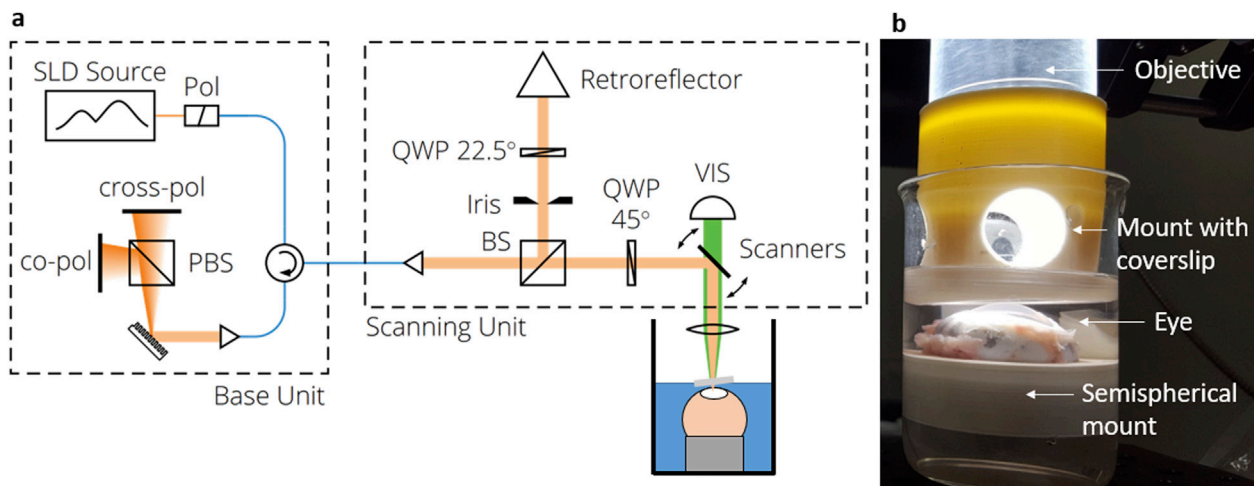 a
SLD Source
Pol
cross-pol
co-pol
PBS
Base Unit
Retroreflector
QWP 22.5°
Iris
BS
QWP
45°
VIS
Scanners
Scanning Unit
b
Objective
Mount with
coverslip
Eye
Semispherical
mount